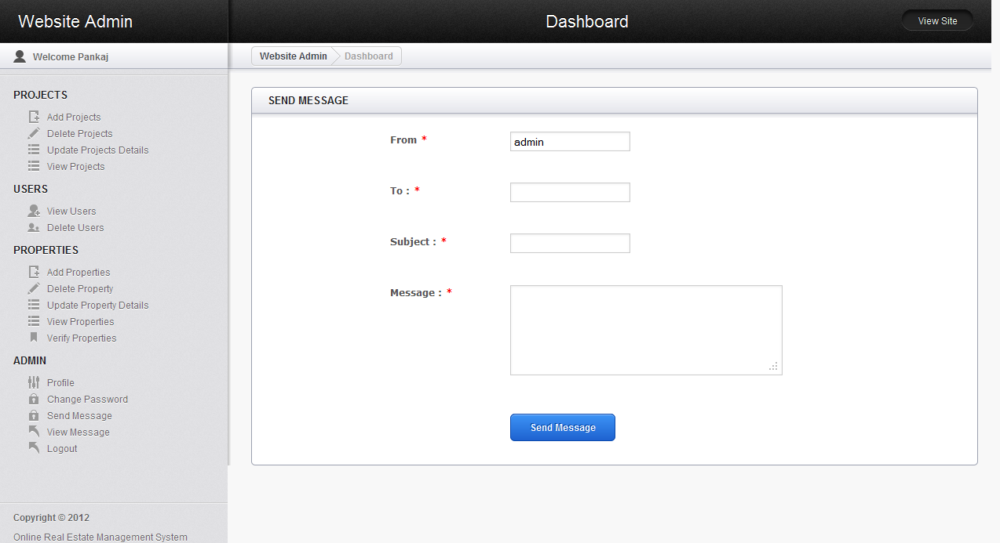 Website Admin
Dashboard
View Site
Welcome Pankaj
Website Admin
Dashboard
PROJECTS
Add Projects
Delete Projects
Update Projects Details
View Projects
USERS
View Users
Delete Users
PROPERTIES
Add Properties
Delete Property
Update Property Details
View Properties
Verify Properties
ADMIN
Profile
Change Password
Send Message
View Message
Logout
Copyright © 2012
Online Real Estate Management System
SEND MESSAGE
From * admin
To : *
Subject : *
Message : *
Send Message